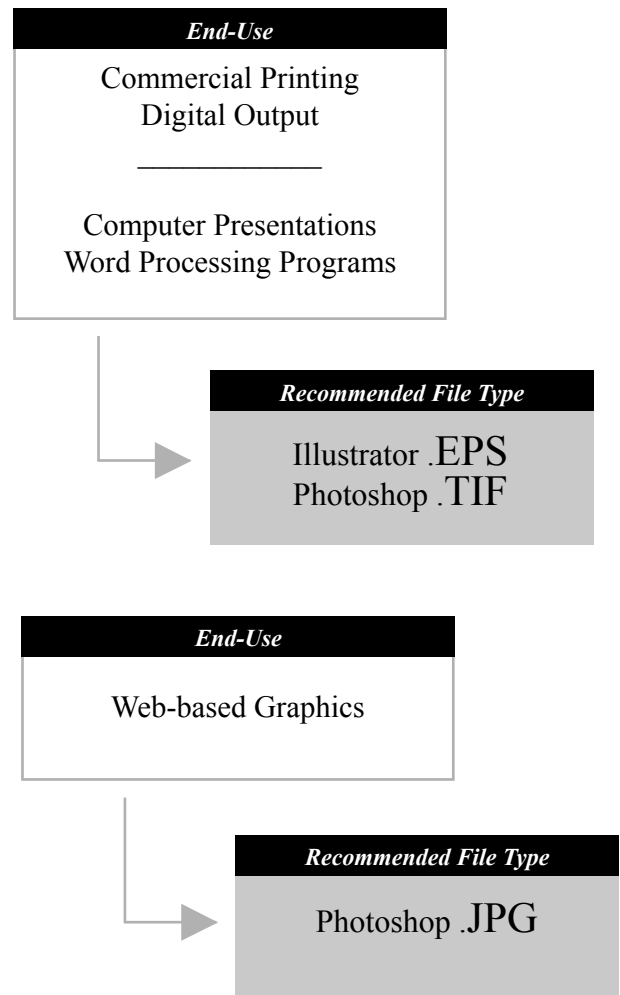 End-Use
Commercial Printing
Digital Output
____________
Computer Presentations
Word Processing Programs
Recommended File Type
Illustrator .EPS
Photoshop .TIF
End-Use
Web-based Graphics
Recommended File Type
Photoshop .JPG